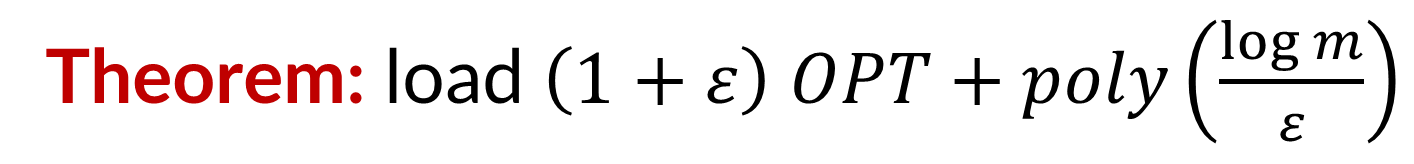 Theorem: load (1 + ε) OPT + poly(log m / ε)